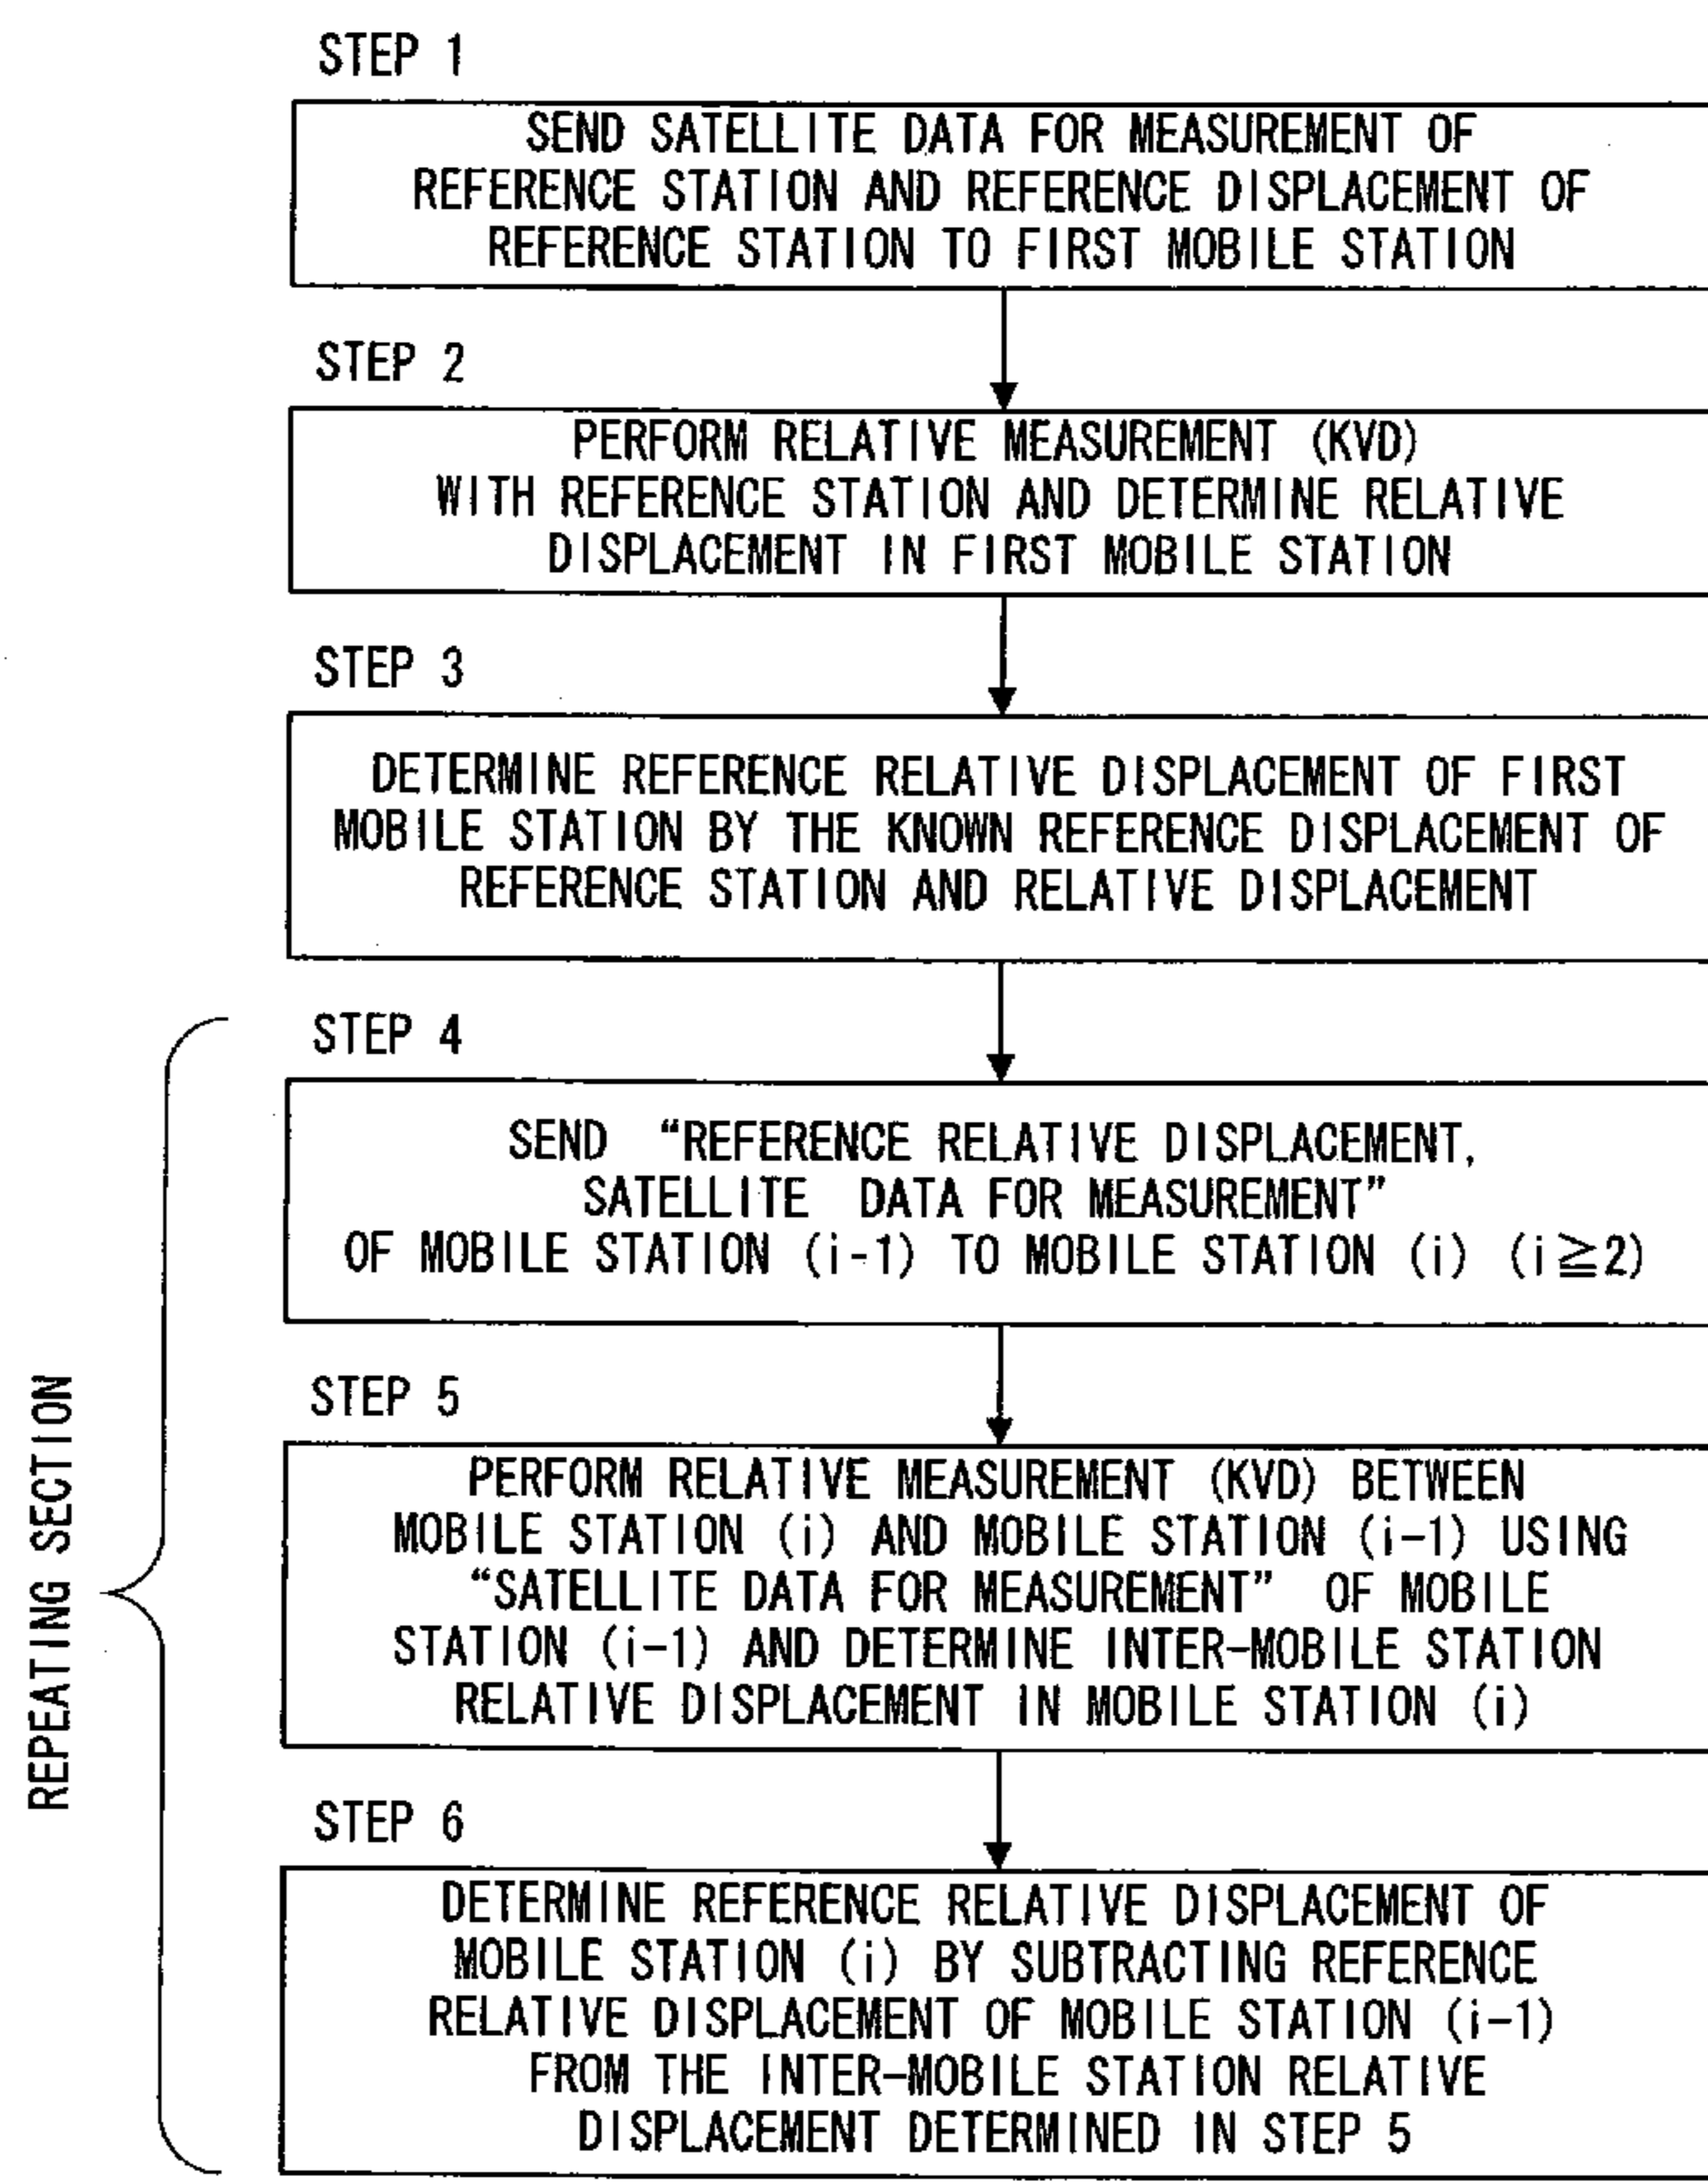 STEP 1
SEND SATELLITE DATA FOR MEASUREMENT OF
REFERENCE STATION AND REFERENCE DISPLACEMENT OF
REFERENCE STATION TO FIRST MOBILE STATION
STEP 2
PERFORM RELATIVE MEASUREMENT (KVD)
WITH REFERENCE STATION AND DETERMINE RELATIVE
DISPLACEMENT IN FIRST MOBILE STATION
STEP 3
DETERMINE REFERENCE RELATIVE DISPLACEMENT OF FIRST
MOBILE STATION BY THE KNOWN REFERENCE DISPLACEMENT OF
REFERENCE STATION AND RELATIVE DISPLACEMENT
REPEATING SECTION
STEP 4
SEND “REFERENCE RELATIVE DISPLACEMENT,
SATELLITE DATA FOR MEASUREMENT”
OF MOBILE STATION (i-1) TO MOBILE STATION (i) (i≧2)
STEP 5
PERFORM RELATIVE MEASUREMENT (KVD) BETWEEN
MOBILE STATION (i) AND MOBILE STATION (i-1) USING
“SATELLITE DATA FOR MEASUREMENT” OF MOBILE
STATION (i-1) AND DETERMINE INTER-MOBILE STATION
RELATIVE DISPLACEMENT IN MOBILE STATION (i)
STEP 6
DETERMINE REFERENCE RELATIVE DISPLACEMENT OF
MOBILE STATION (i) BY SUBTRACTING REFERENCE
RELATIVE DISPLACEMENT OF MOBILE STATION (i-1)
FROM THE INTER-MOBILE STATION RELATIVE
DISPLACEMENT DETERMINED IN STEP 5